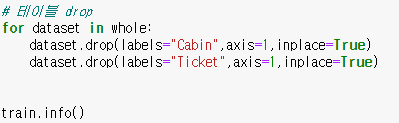 # 테이블 drop
for dataset in whole:
    dataset.drop(labels="Cabin",axis=1,inplace=True)
    dataset.drop(labels="Ticket",axis=1,inplace=True)
train.info()